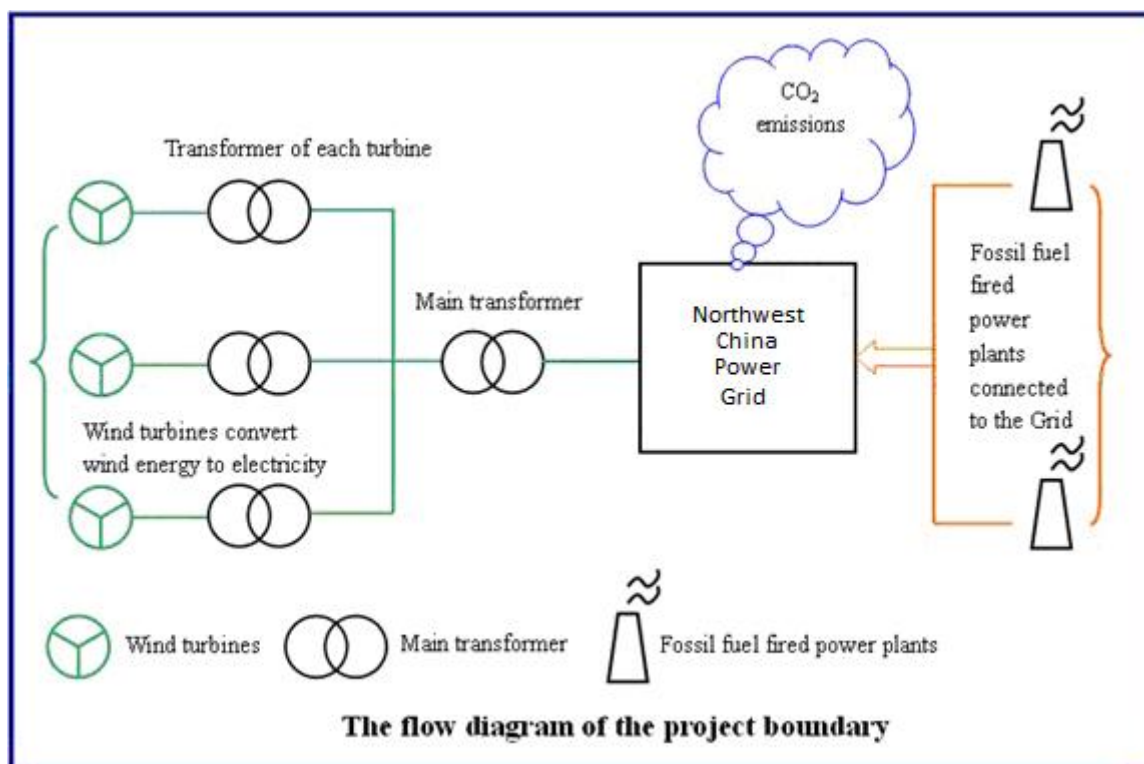 CO₂
emissions
Transformer of each turbine
Main transformer
Northwest
China
Power
Grid
Fossil fuel
fired
power
plants
connected
to the Grid
Wind turbines convert
wind energy to electricity
Wind turbines
Main transformer
Fossil fuel fired power plants
The flow diagram of the project boundary